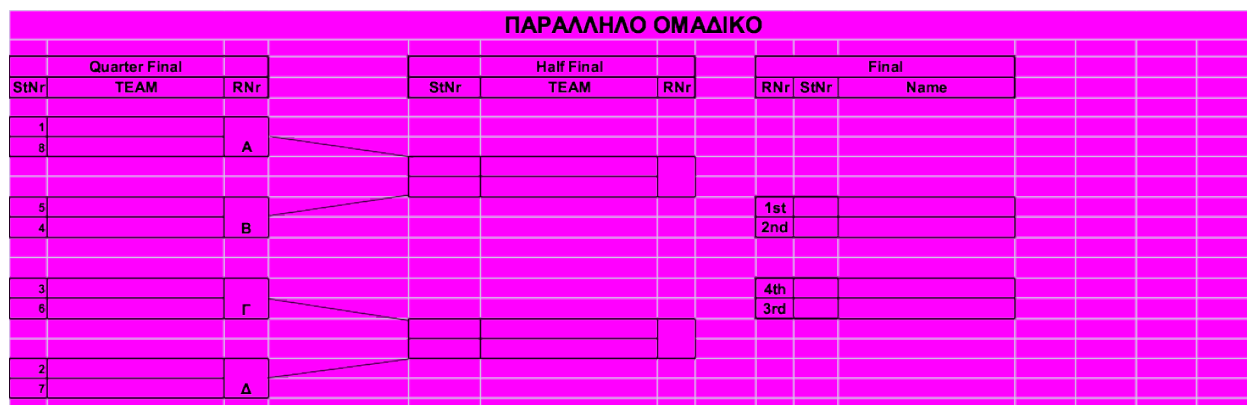 ΠΑΡΑΛΛΗΛΟ ΟΜΑΔΙΚΟ
Quarter Final Half Final Final
StNr TEAM RNr StNr TEAM RNr RNr StNr Name
1
8 Α
5 1st
4 Β 2nd
3 4th
6 Γ 3rd
2
7 Δ